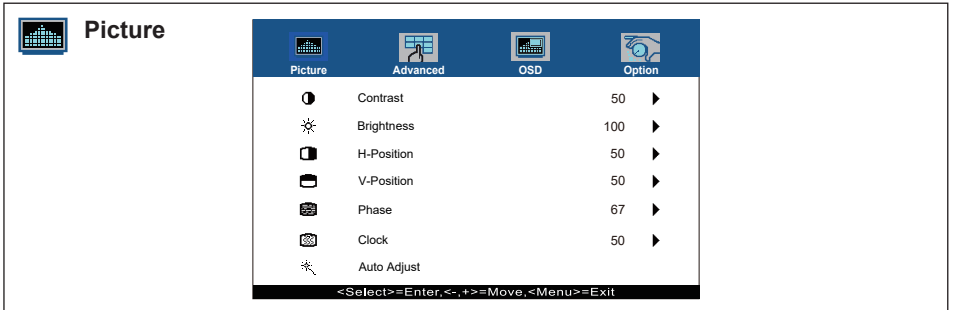 Picture
Picture Advanced OSD Option
Contrast 50
Brightness 100
H-Position 50
V-Position 50
Phase 67
Clock 50
Auto Adjust
<Select>=Enter,<-,+>=Move,<Menu>=Exit